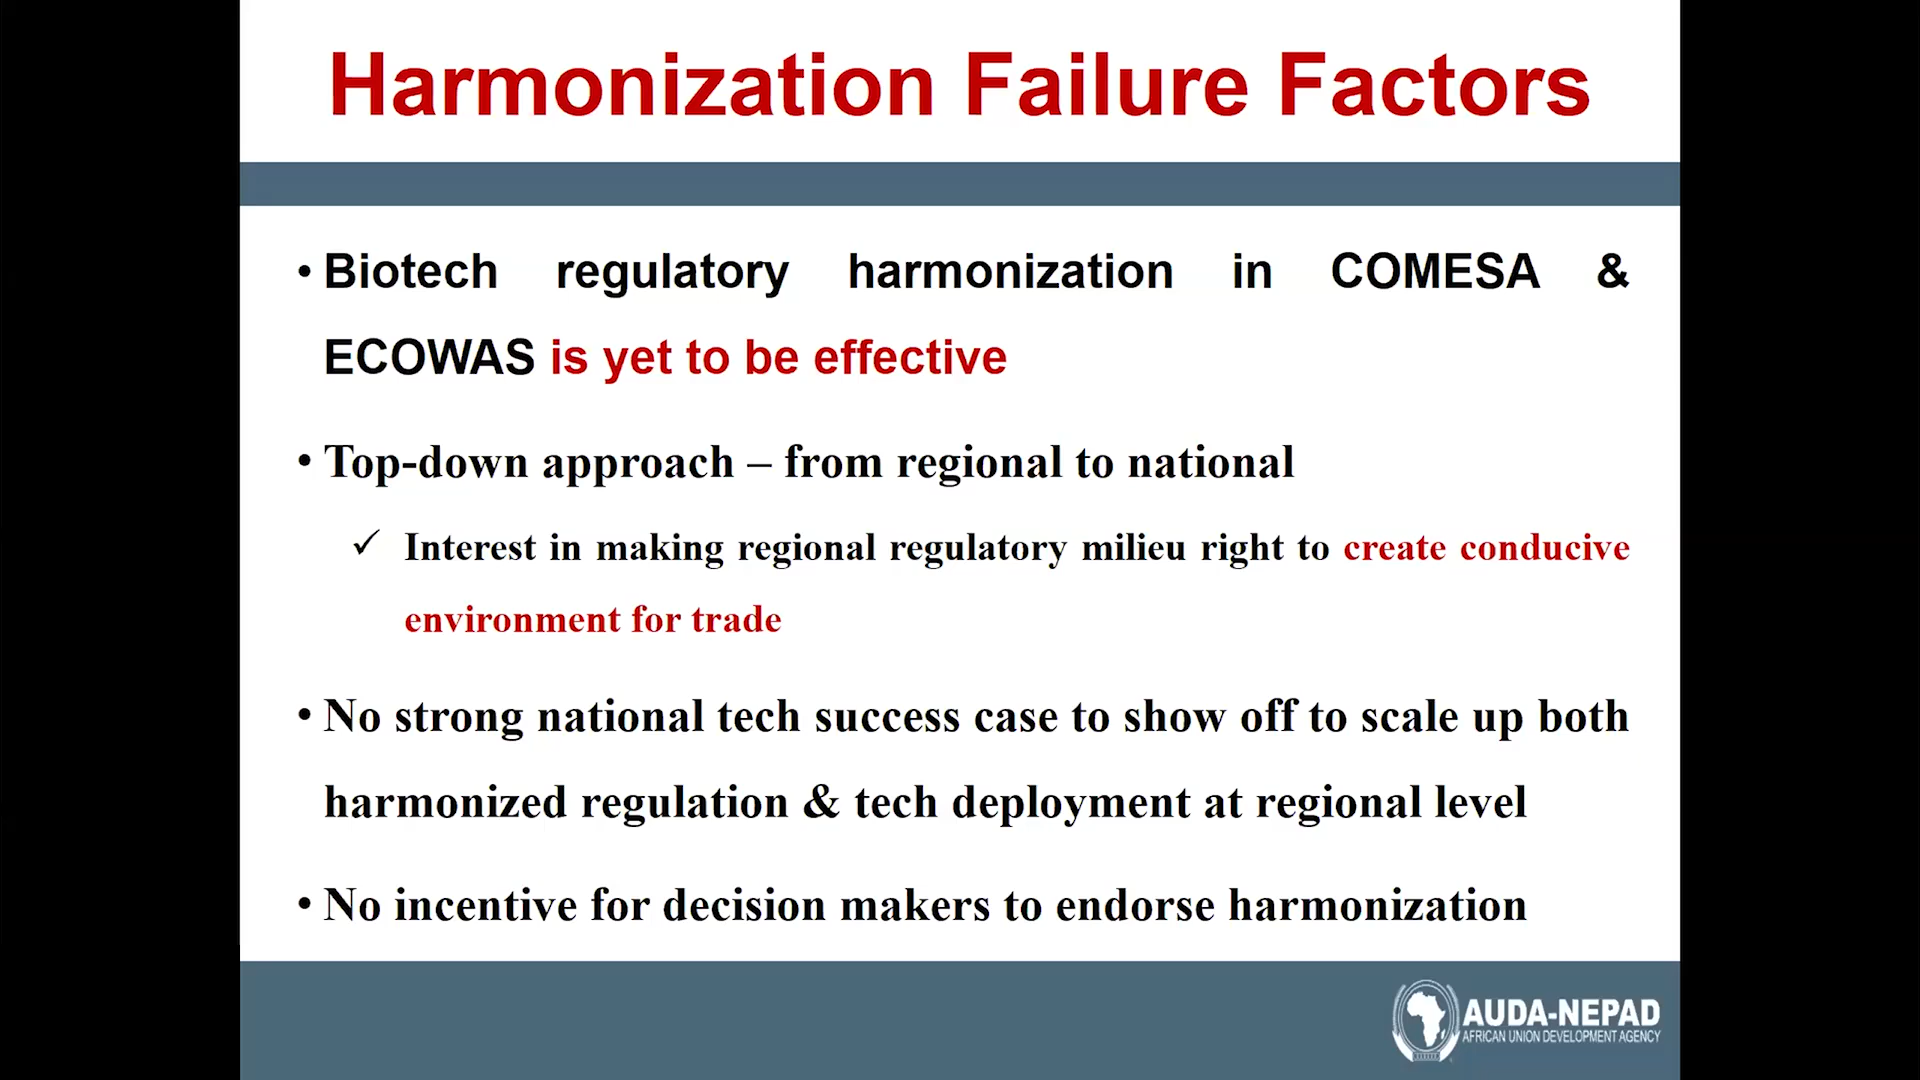 Harmonization Failure Factors
• Biotech regulatory harmonization in COMESA &
ECOWAS is yet to be effective
• Top-down approach – from regional to national
✓ Interest in making regional regulatory milieu right to create conducive
environment for trade
• No strong national tech success case to show off to scale up both
harmonized regulation & tech deployment at regional level
• No incentive for decision makers to endorse harmonization
AUDA-NEPAD
AFRICAN UNION DEVELOPMENT AGENCY